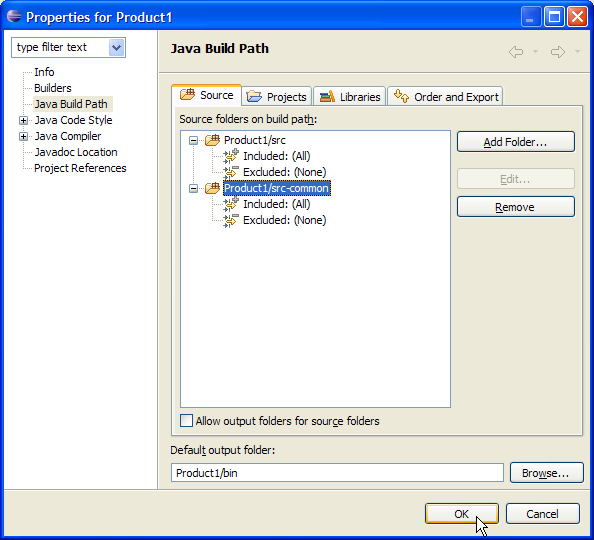 Properties for Product1
type filter text
Info
Builders
Java Build Path
Java Code Style
Java Compiler
Javadoc Location
Project References
Java Build Path
Source
Projects
Libraries
Order and Export
Source folders on build path:
Product1/src
Included: (All)
Excluded: (None)
Product1/src-common
Included: (All)
Excluded: (None)
Add Folder...
Edit...
Remove
Allow output folders for source folders
Default output folder:
Product1/bin
Browse...
OK
Cancel